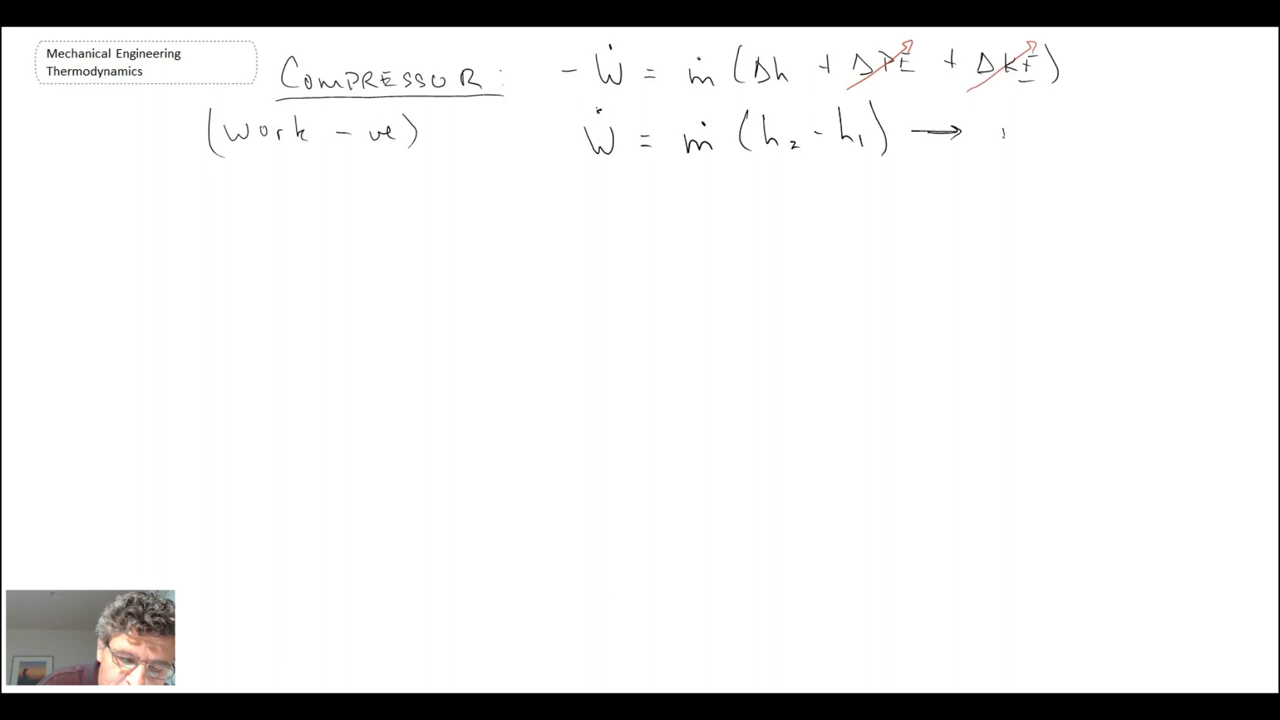 Mechanical Engineering
Thermodynamics
COMPRESSOR: - Ẇ = ṁ (Δh + ΔPE + ΔKE)
(Work -ve) Ẇ = ṁ (h₂ - h₁) →